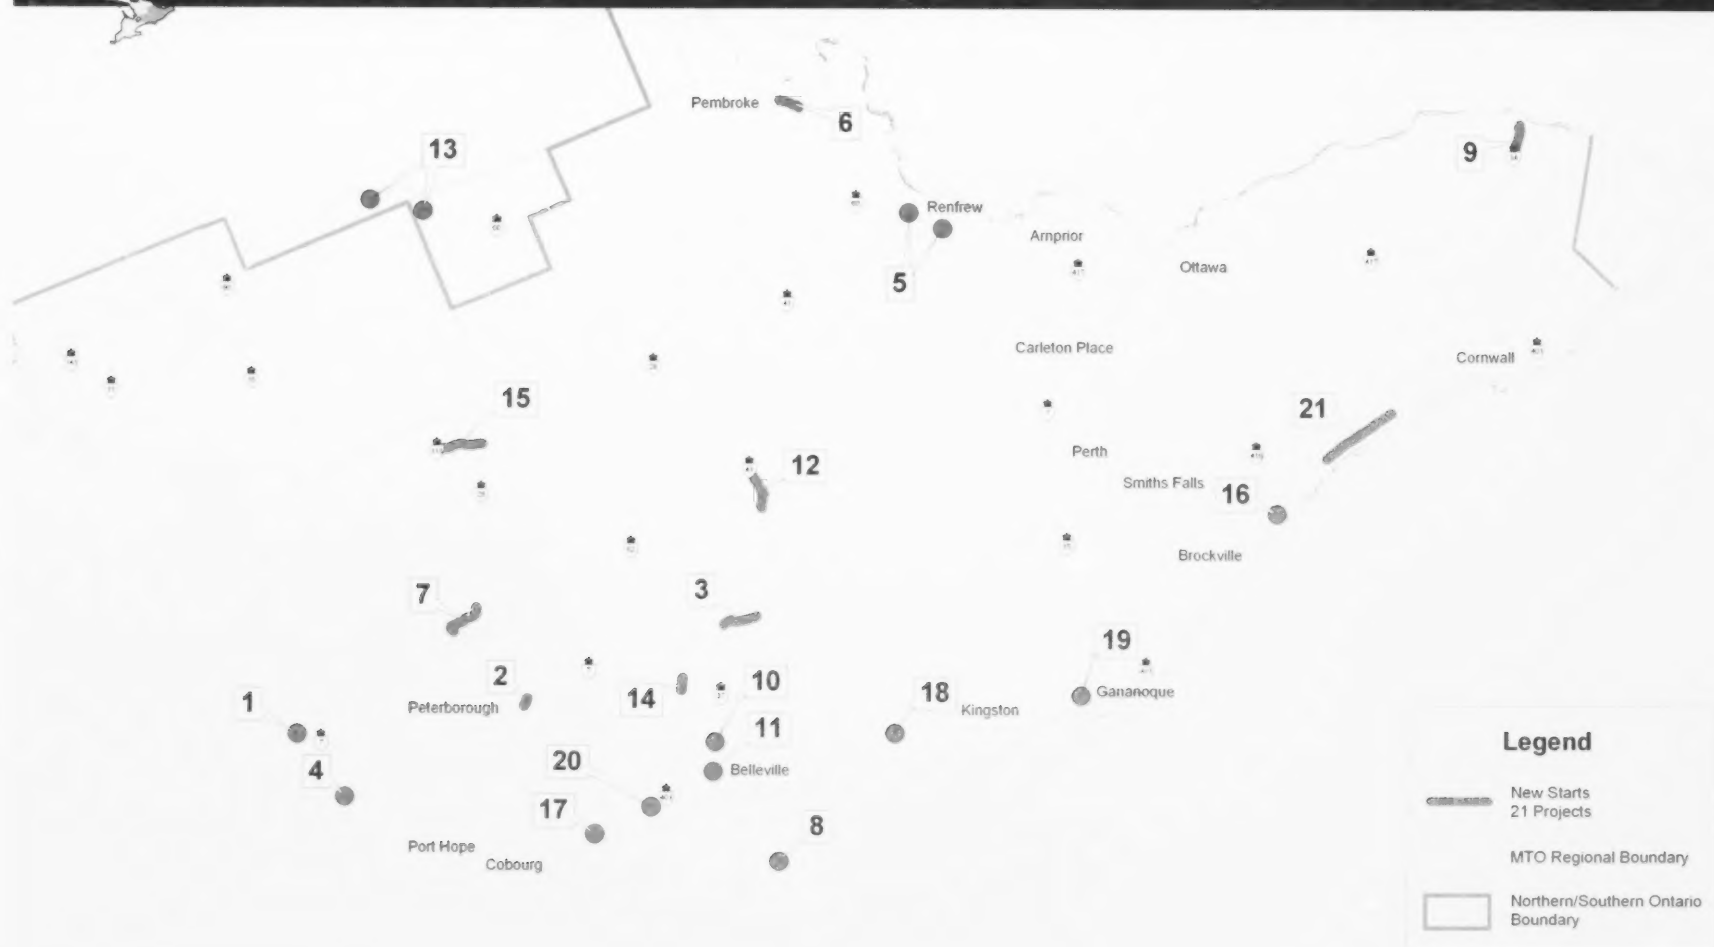 Pembroke
6
13
9
Renfrew
Arnprior
Ottawa
5
Carleton Place
Cornwall
15
21
12
Perth
Smiths Falls
16
Brockville
7
3
19
2
10
14
18
Gananoque
1
Peterborough
Kingston
11
4
20
Belleville
17
8
Port Hope
Cobourg
Legend
New Starts
21 Projects
MTO Regional Boundary
Northern/Southern Ontario
Boundary